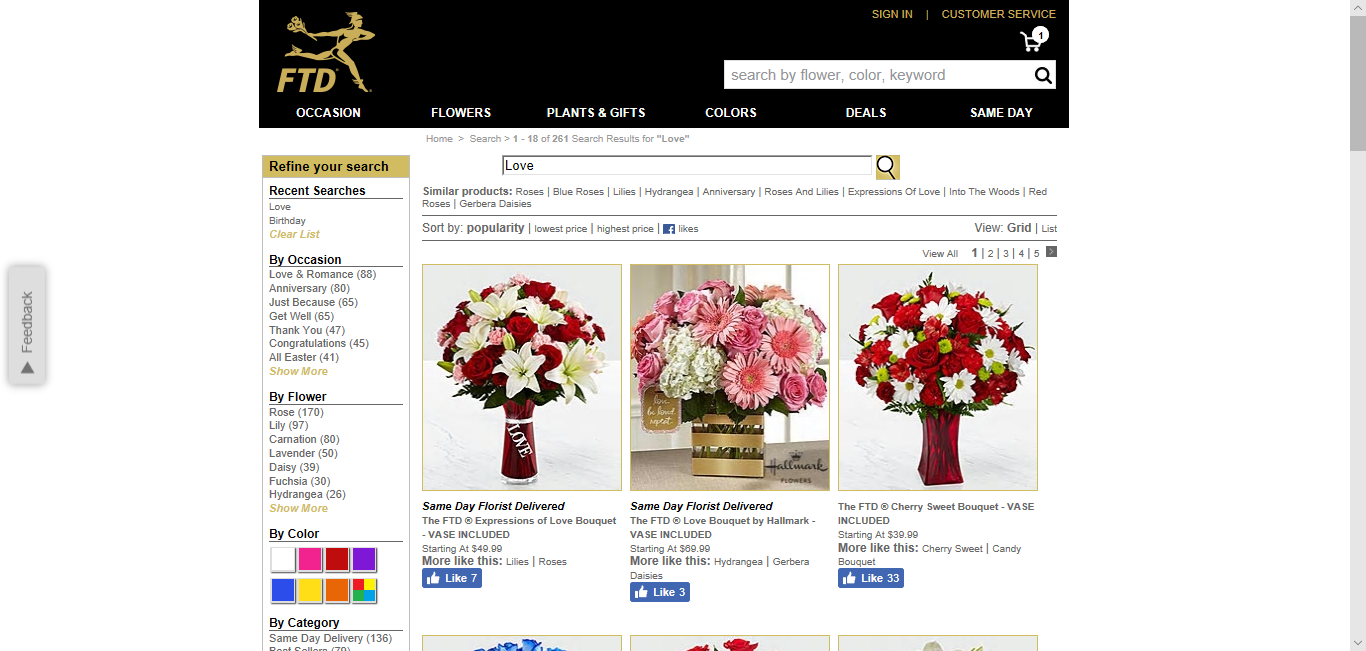 SIGN IN | CUSTOMER SERVICE
1
FTD
search by flower, color, keyword
OCCASION FLOWERS PLANTS & GIFTS COLORS DEALS SAME DAY
Home > Search > 1 - 18 of 261 Search Results for "Love"
Feedback
Refine your search
Recent Searches
Love
Birthday
Clear List
By Occasion
Love & Romance (88)
Anniversary (80)
Just Because (65)
Get Well (65)
Thank You (47)
Congratulations (45)
All Easter (41)
Show More
By Flower
Rose (170)
Lily (97)
Carnation (80)
Lavender (50)
Daisy (39)
Fuchsia (30)
Hydrangea (26)
Show More
By Color
By Category
Same Day Delivery (136)
Best Sellers (79)
Love
Similar products: Roses | Blue Roses | Lilies | Hydrangea | Anniversary | Roses And Lilies | Expressions Of Love | Into The Woods | Red
Roses | Gerbera Daisies
Sort by: popularity | lowest price | highest price | likes
View: Grid | List
View All 1 | 2 | 3 | 4 | 5
LOVE
love
be loved
repeat.
Hallmark
FLOWERS
Same Day Florist Delivered
The FTD ® Expressions of Love Bouquet
- VASE INCLUDED
Starting At $49.99
More like this: Lilies | Roses
Like 7
Same Day Florist Delivered
The FTD ® Love Bouquet by Hallmark -
VASE INCLUDED
Starting At $69.99
More like this: Hydrangea | Gerbera
Daisies
Like 3
The FTD ® Cherry Sweet Bouquet - VASE
INCLUDED
Starting At $39.99
More like this: Cherry Sweet | Candy
Bouquet
Like 33